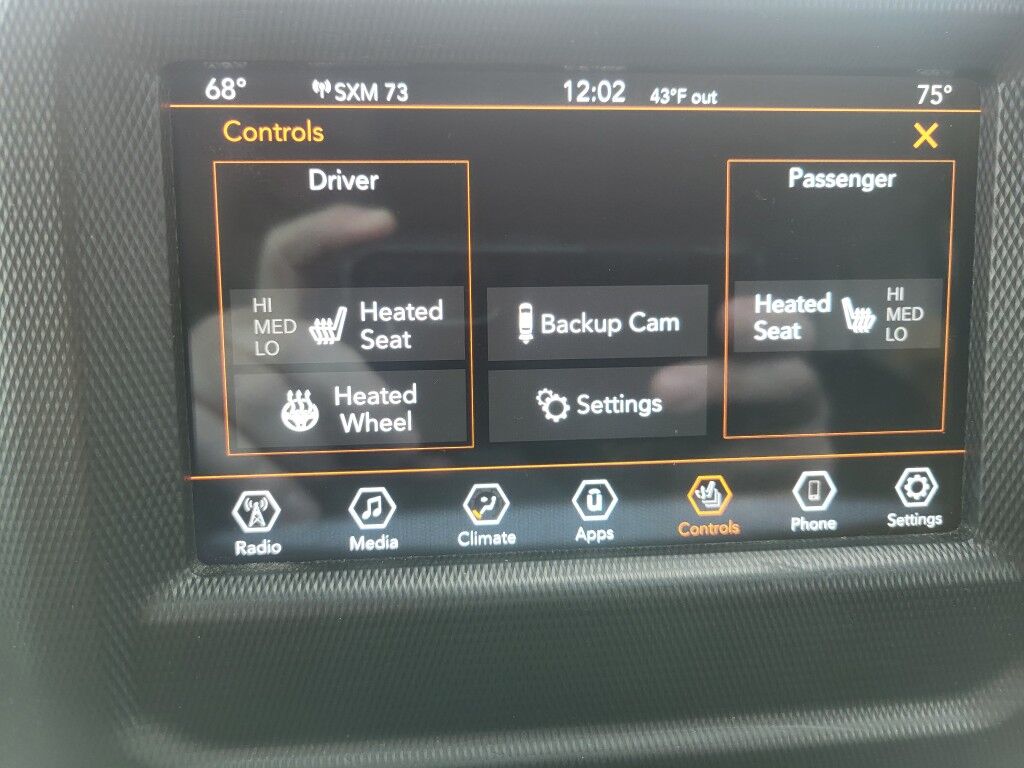 68° SXM 73 12:02 43°F out 75°
Controls
Driver
Passenger
HI
MED
LO
Heated
Seat
Backup Cam
Heated
Seat
HI
MED
LO
Heated
Wheel
Settings
Radio Media Climate Apps Controls Phone Settings